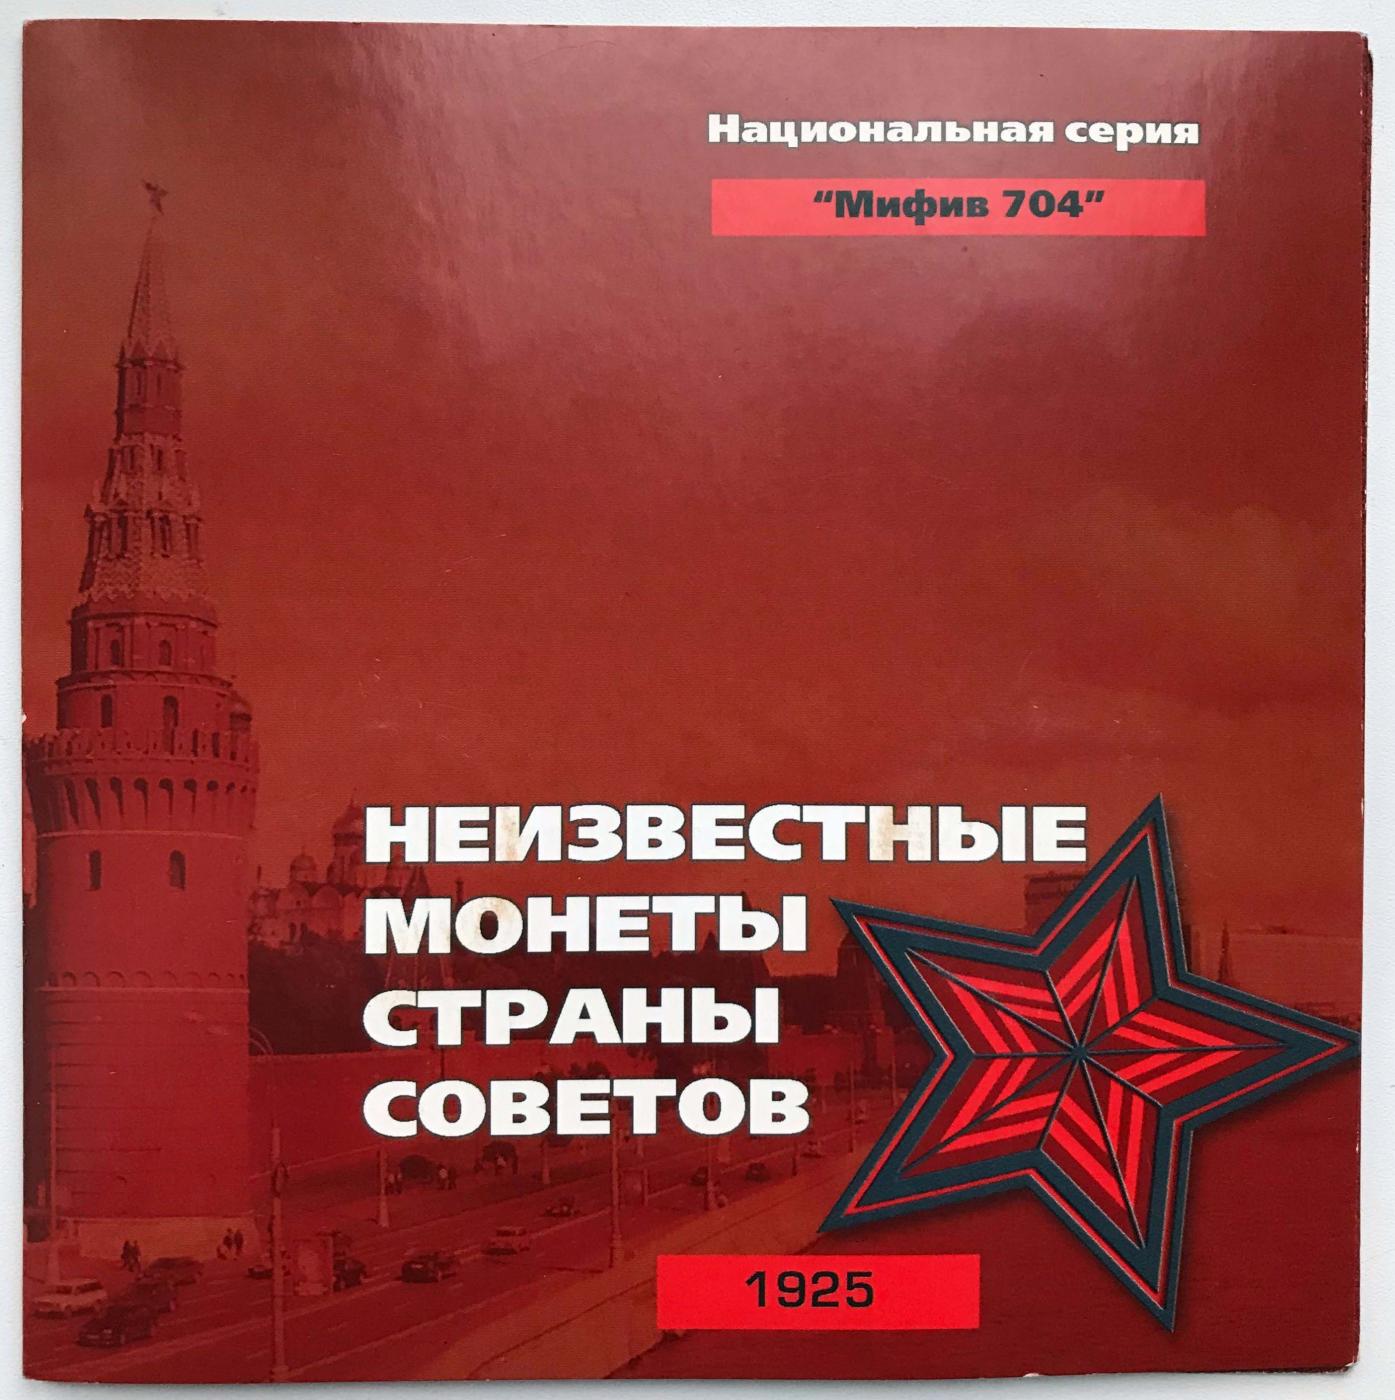 Национальная серия
“Мифив 704”
НЕИЗВЕСТНЫЕ
МОНЕТЫ
СТРАНЫ
СОВЕТОВ
1925